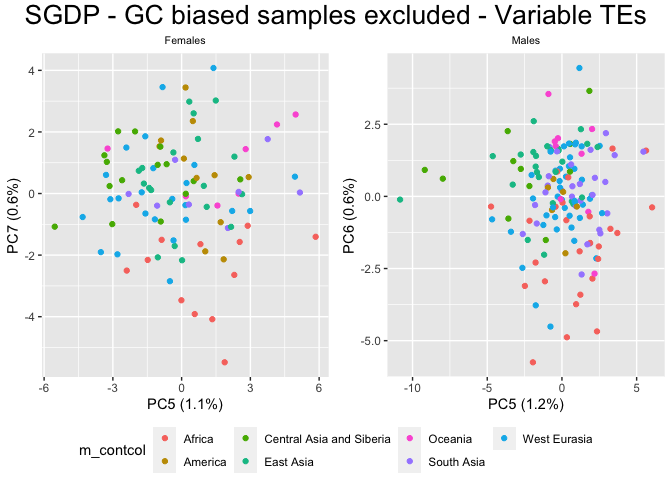 SGDP - GC biased samples excluded - Variable TEs
Females
Males
PC7 (0.6%)
4
2
0
-2
-4
-6
-3
0
3
6
PC5 (1.1%)
PC6 (0.6%)
2.5
0.0
-2.5
-5.0
-10
-5
0
5
PC5 (1.2%)
m_contcol
Africa
Central Asia and Siberia
Oceania
West Eurasia
America
East Asia
South Asia